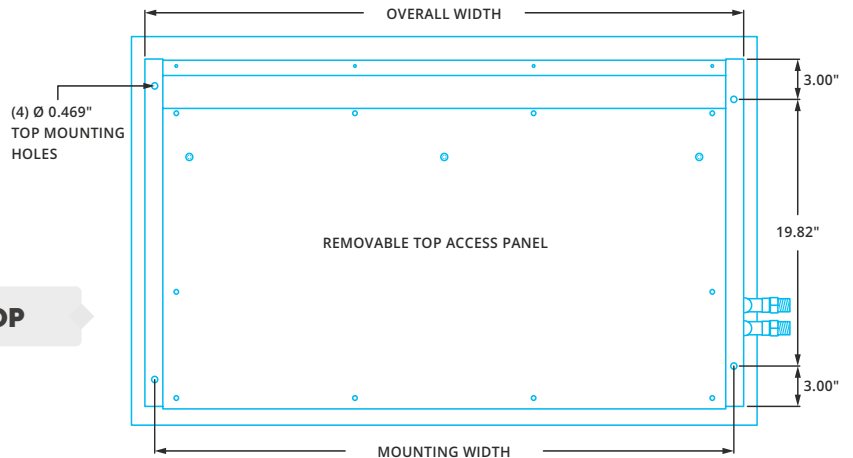 OVERALL WIDTH
3.00"
(4) Ø 0.469"
TOP MOUNTING
HOLES
19.82"
REMOVABLE TOP ACCESS PANEL
3.00"
MOUNTING WIDTH